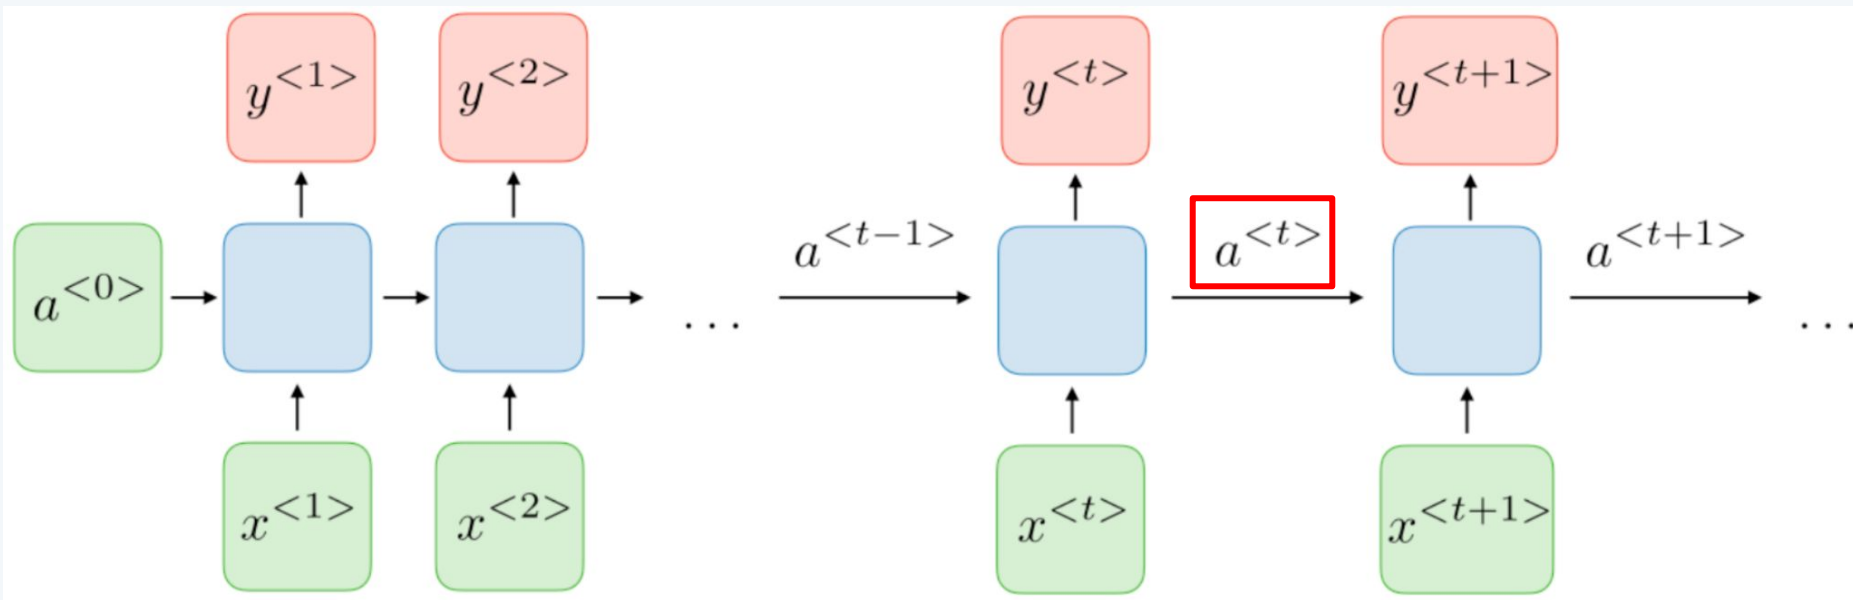 y<1> y<2> y<t> y<t+1>
a<t-1> a<t> a<t+1>
a<0> ... ...
x<1> x<2> x<t> x<t+1>